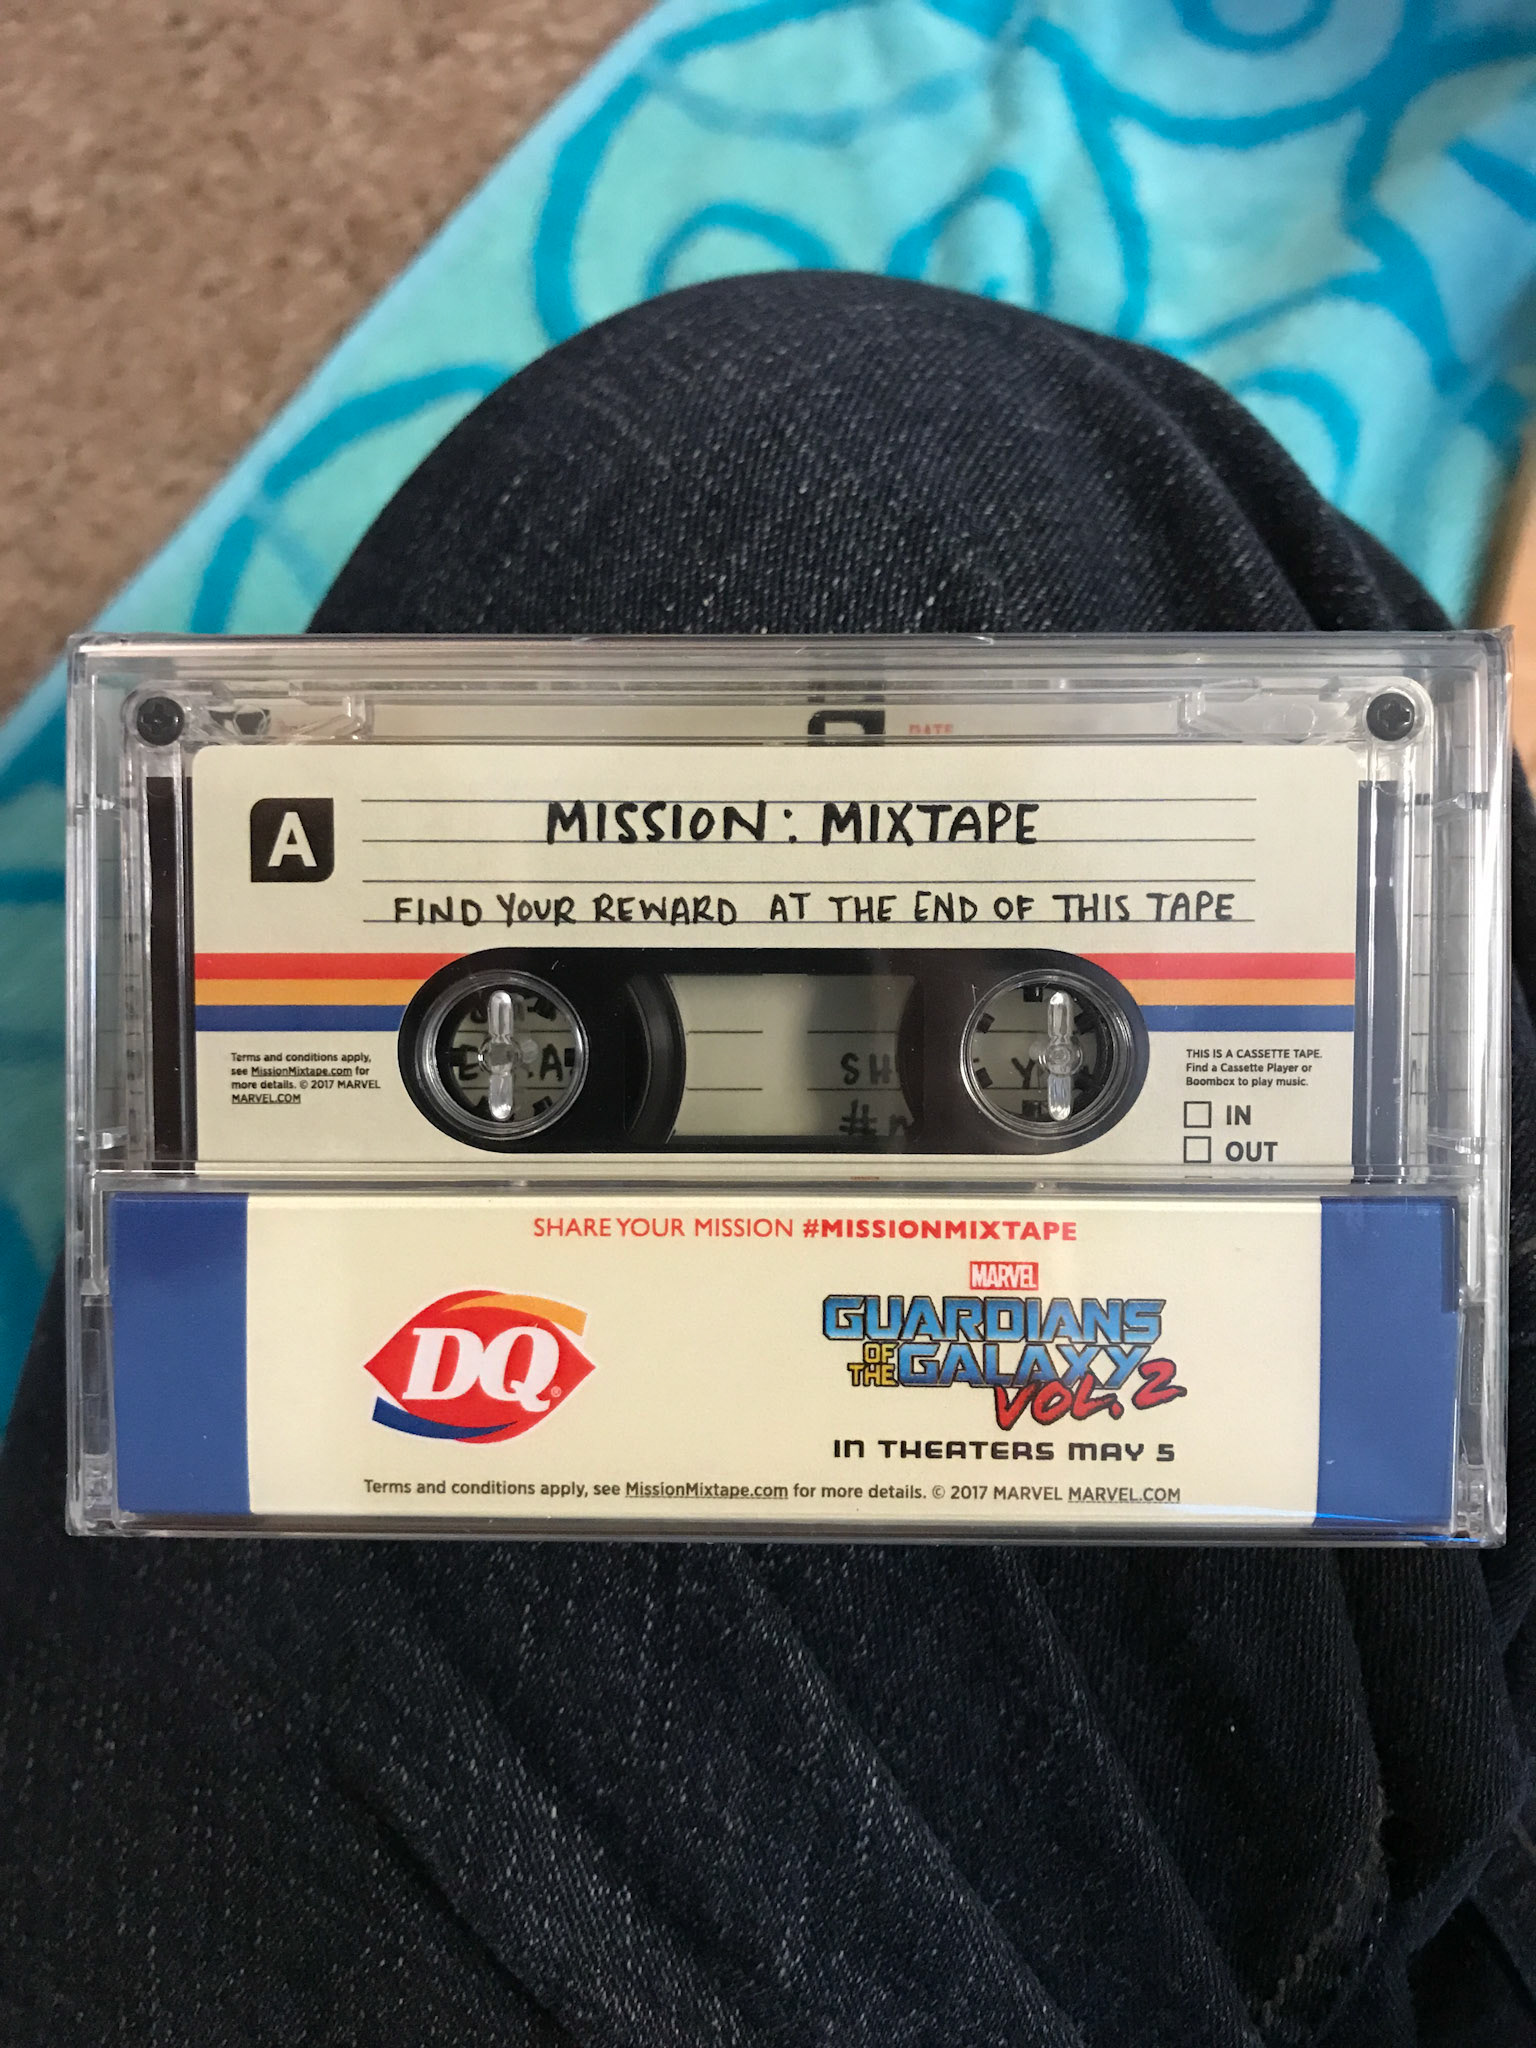 DATE
A
MISSION: MIXTAPE
FIND YOUR REWARD AT THE END OF THIS TAPE
Terms and conditions apply,
see MissionMixtape.com for
more details. © 2017 MARVEL
MARVEL.COM
SH
#
THIS IS A CASSETTE TAPE.
Find a Cassette Player or
Boombox to play music.
IN
OUT
SHARE YOUR MISSION #MISSIONMIXTAPE
DQ®
MARVEL
GUARDIANS
OF THE GALAXY
VOL. 2
IN THEATERS MAY 5
Terms and conditions apply, see MissionMixtape.com for more details. © 2017 MARVEL MARVEL.COM